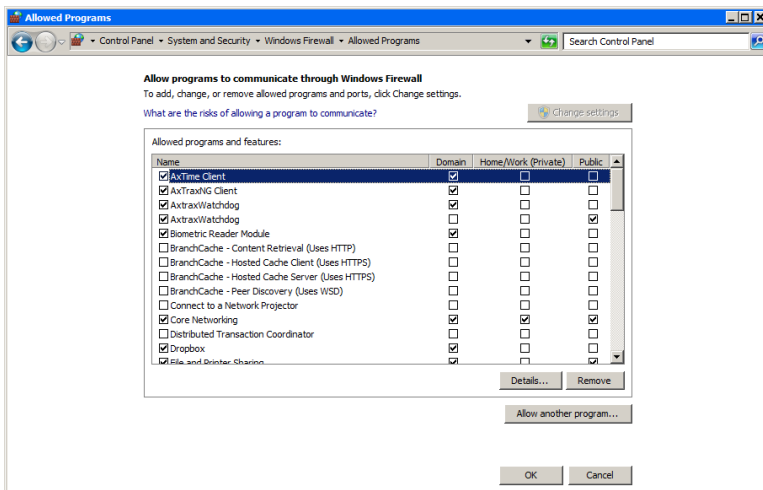 Allowed Programs
Control Panel System and Security Windows Firewall Allowed Programs
Search Control Panel
Allow programs to communicate through Windows Firewall
To add, change, or remove allowed programs and ports, click Change settings.
What are the risks of allowing a program to communicate?
Change settings
Allowed programs and features:
Name Domain Home/Work (Private) Public
AxTime Client
AxTraxNG Client
AxtraxWatchdog
AxtraxWatchdog
Biometric Reader Module
BranchCache - Content Retrieval (Uses HTTP)
BranchCache - Hosted Cache Client (Uses HTTPS)
BranchCache - Hosted Cache Server (Uses HTTPS)
BranchCache - Peer Discovery (Uses WSD)
Connect to a Network Projector
Core Networking
Distributed Transaction Coordinator
Dropbox
File and Printer Sharing
Details... Remove
Allow another program...
OK Cancel